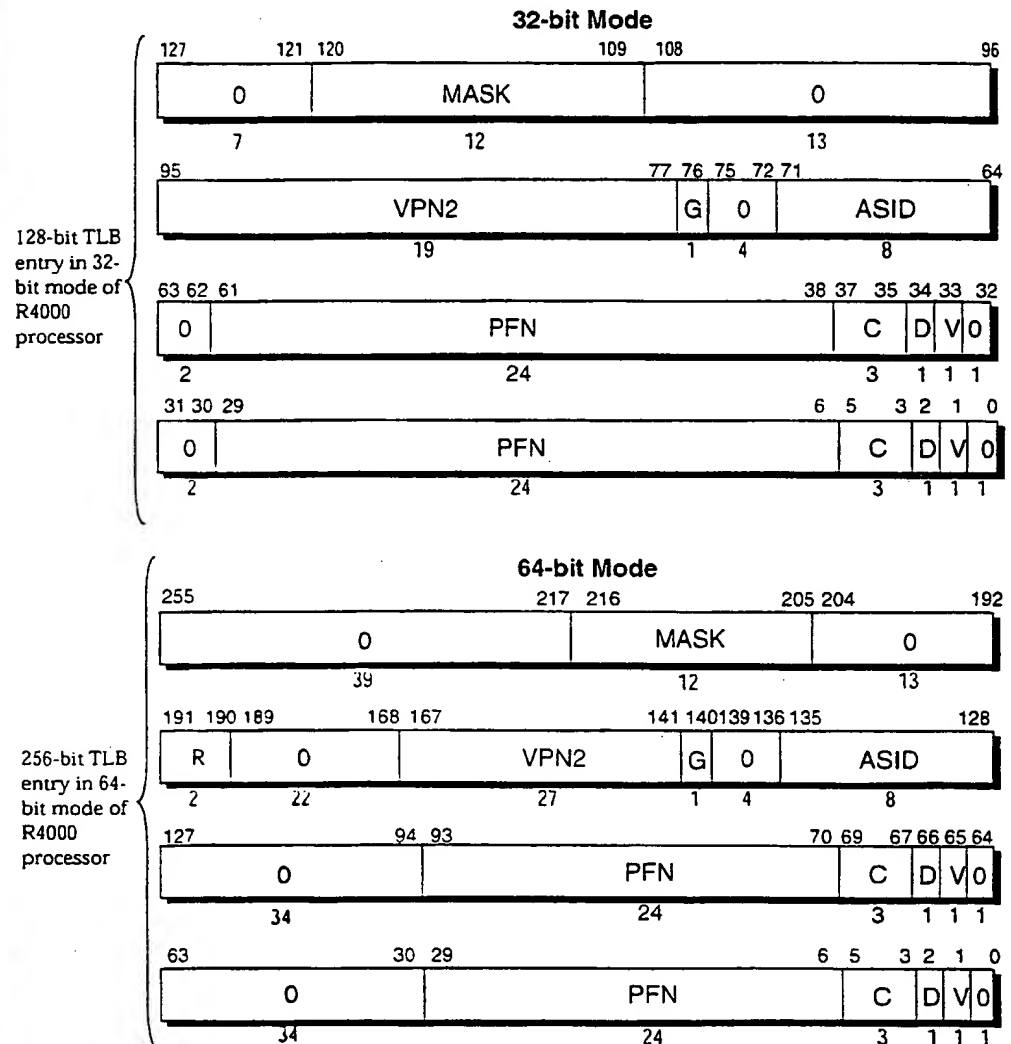 32-bit Mode
127 121 120 109 108 96
0 MASK 0
7 12 13
95 77 76 75 72 71 64
VPN2 G 0 ASID
19 1 4 8
128-bit TLB
entry in 32-
bit mode of
R4000
processor
63 62 61 38 37 35 34 33 32
0 PFN C D V 0
2 24 3 1 1 1
31 30 29 6 5 3 2 1 0
0 PFN C D V 0
2 24 3 1 1 1
64-bit Mode
255 217 216 205 204 192
0 MASK 0
39 12 13
191 190 189 168 167 141 140 139 136 135 128
R 0 VPN2 G 0 ASID
2 22 27 1 4 8
256-bit TLB
entry in 64-
bit mode of
R4000
processor
127 94 93 70 69 67 66 65 64
0 PFN C D V 0
34 24 3 1 1 1
63 30 29 6 5 3 2 1 0
0 PFN C D V 0
34 24 3 1 1 1